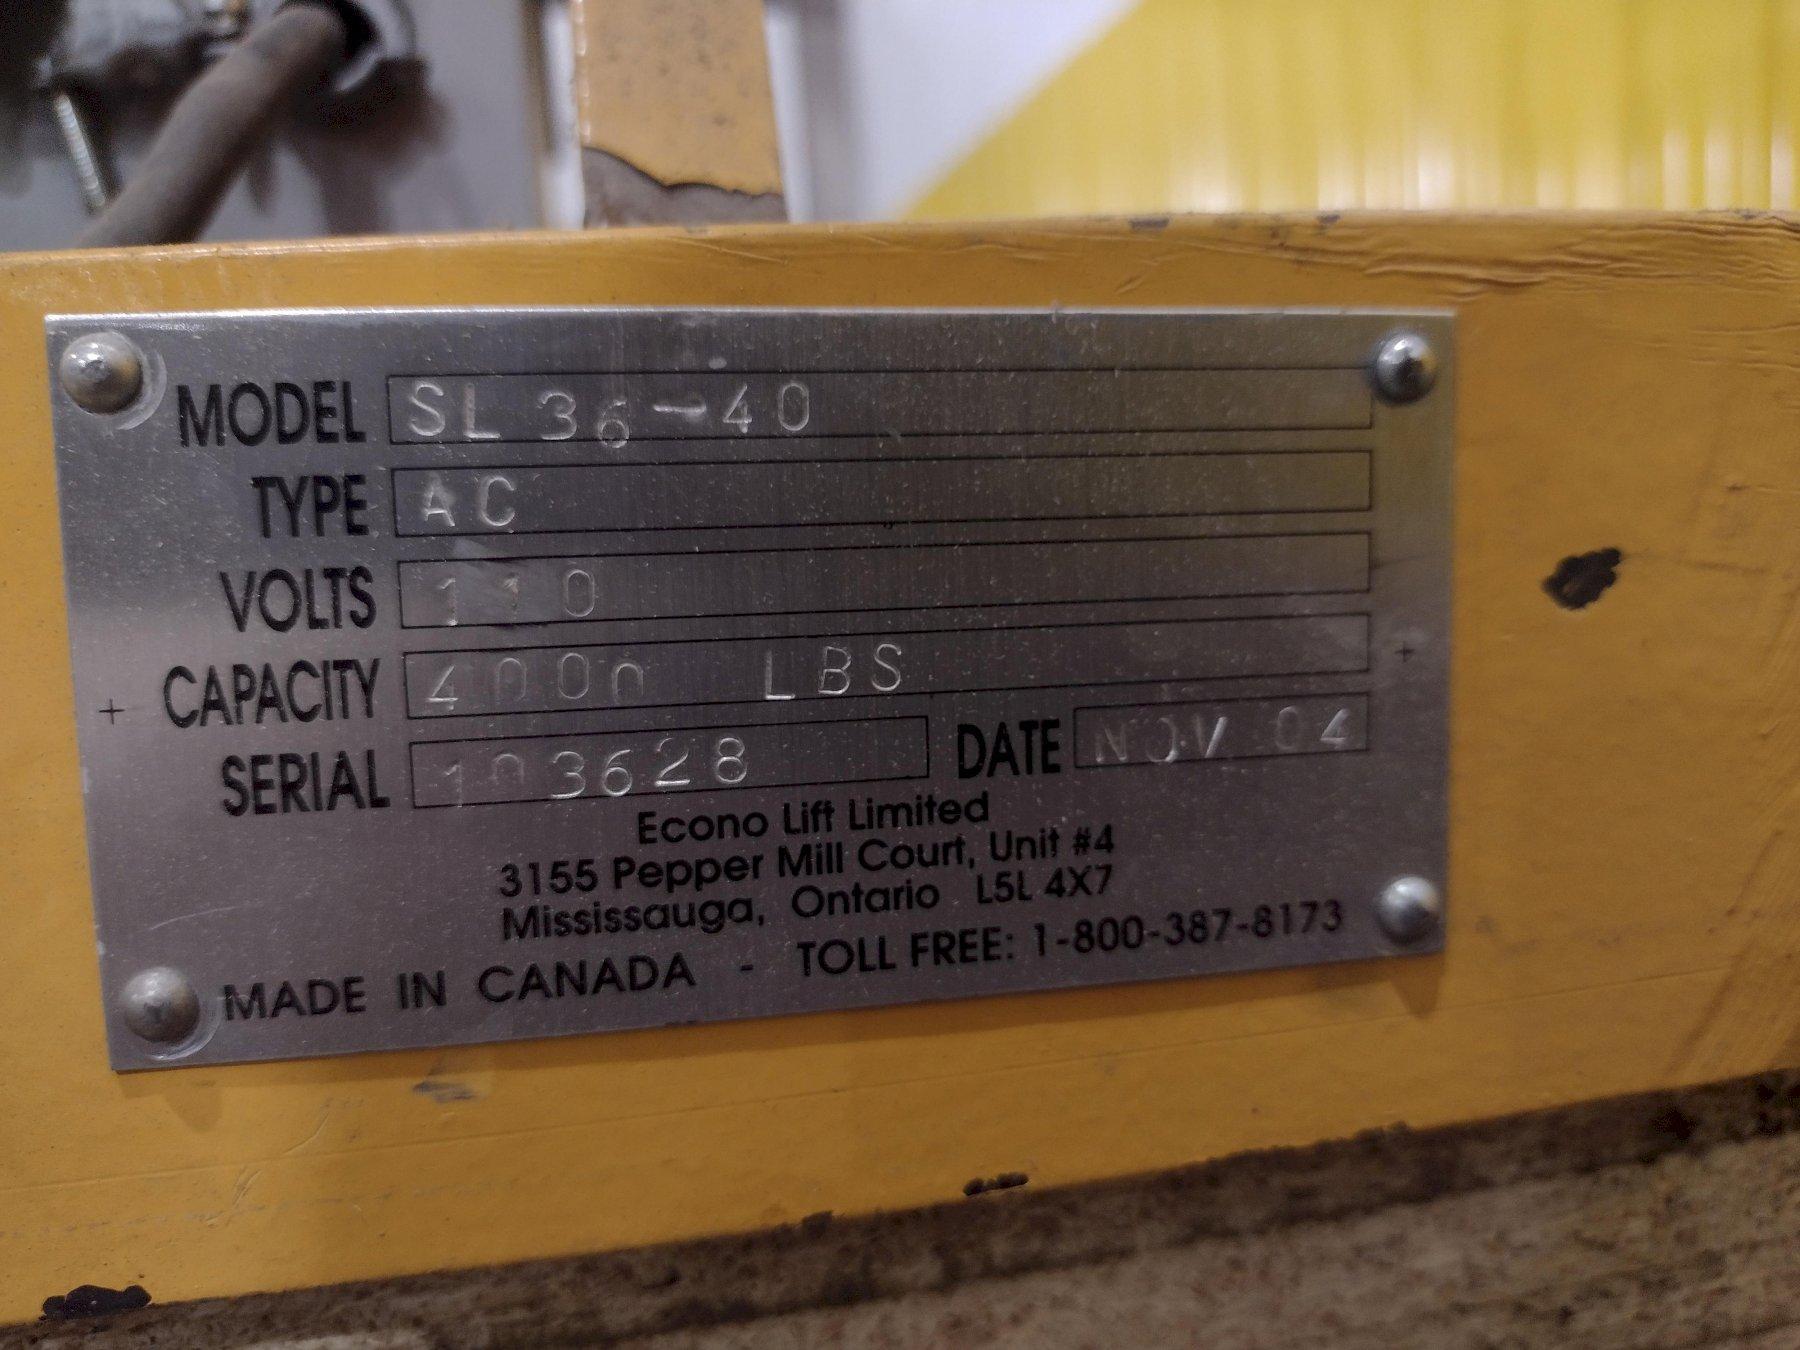 MODEL SL 36-40
TYPE AC
VOLTS 110
CAPACITY 4000 LBS
SERIAL 103628 DATE NOV 04
Econo Lift Limited
3155 Pepper Mill Court, Unit #4
Mississauga, Ontario L5L 4X7
MADE IN CANADA - TOLL FREE: 1-800-387-8173